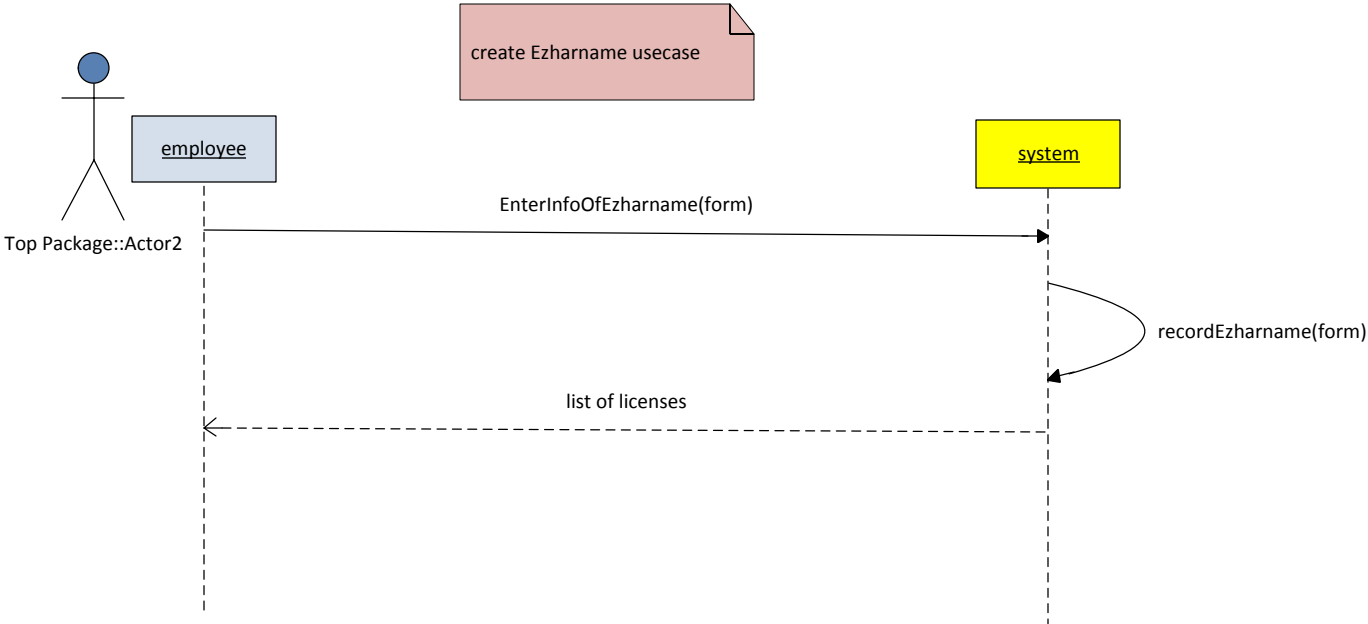 create Ezharname usecase
employee
system
EnterInfoOfEzharname(form)
Top Package::Actor2
recordEzharname(form)
list of licenses